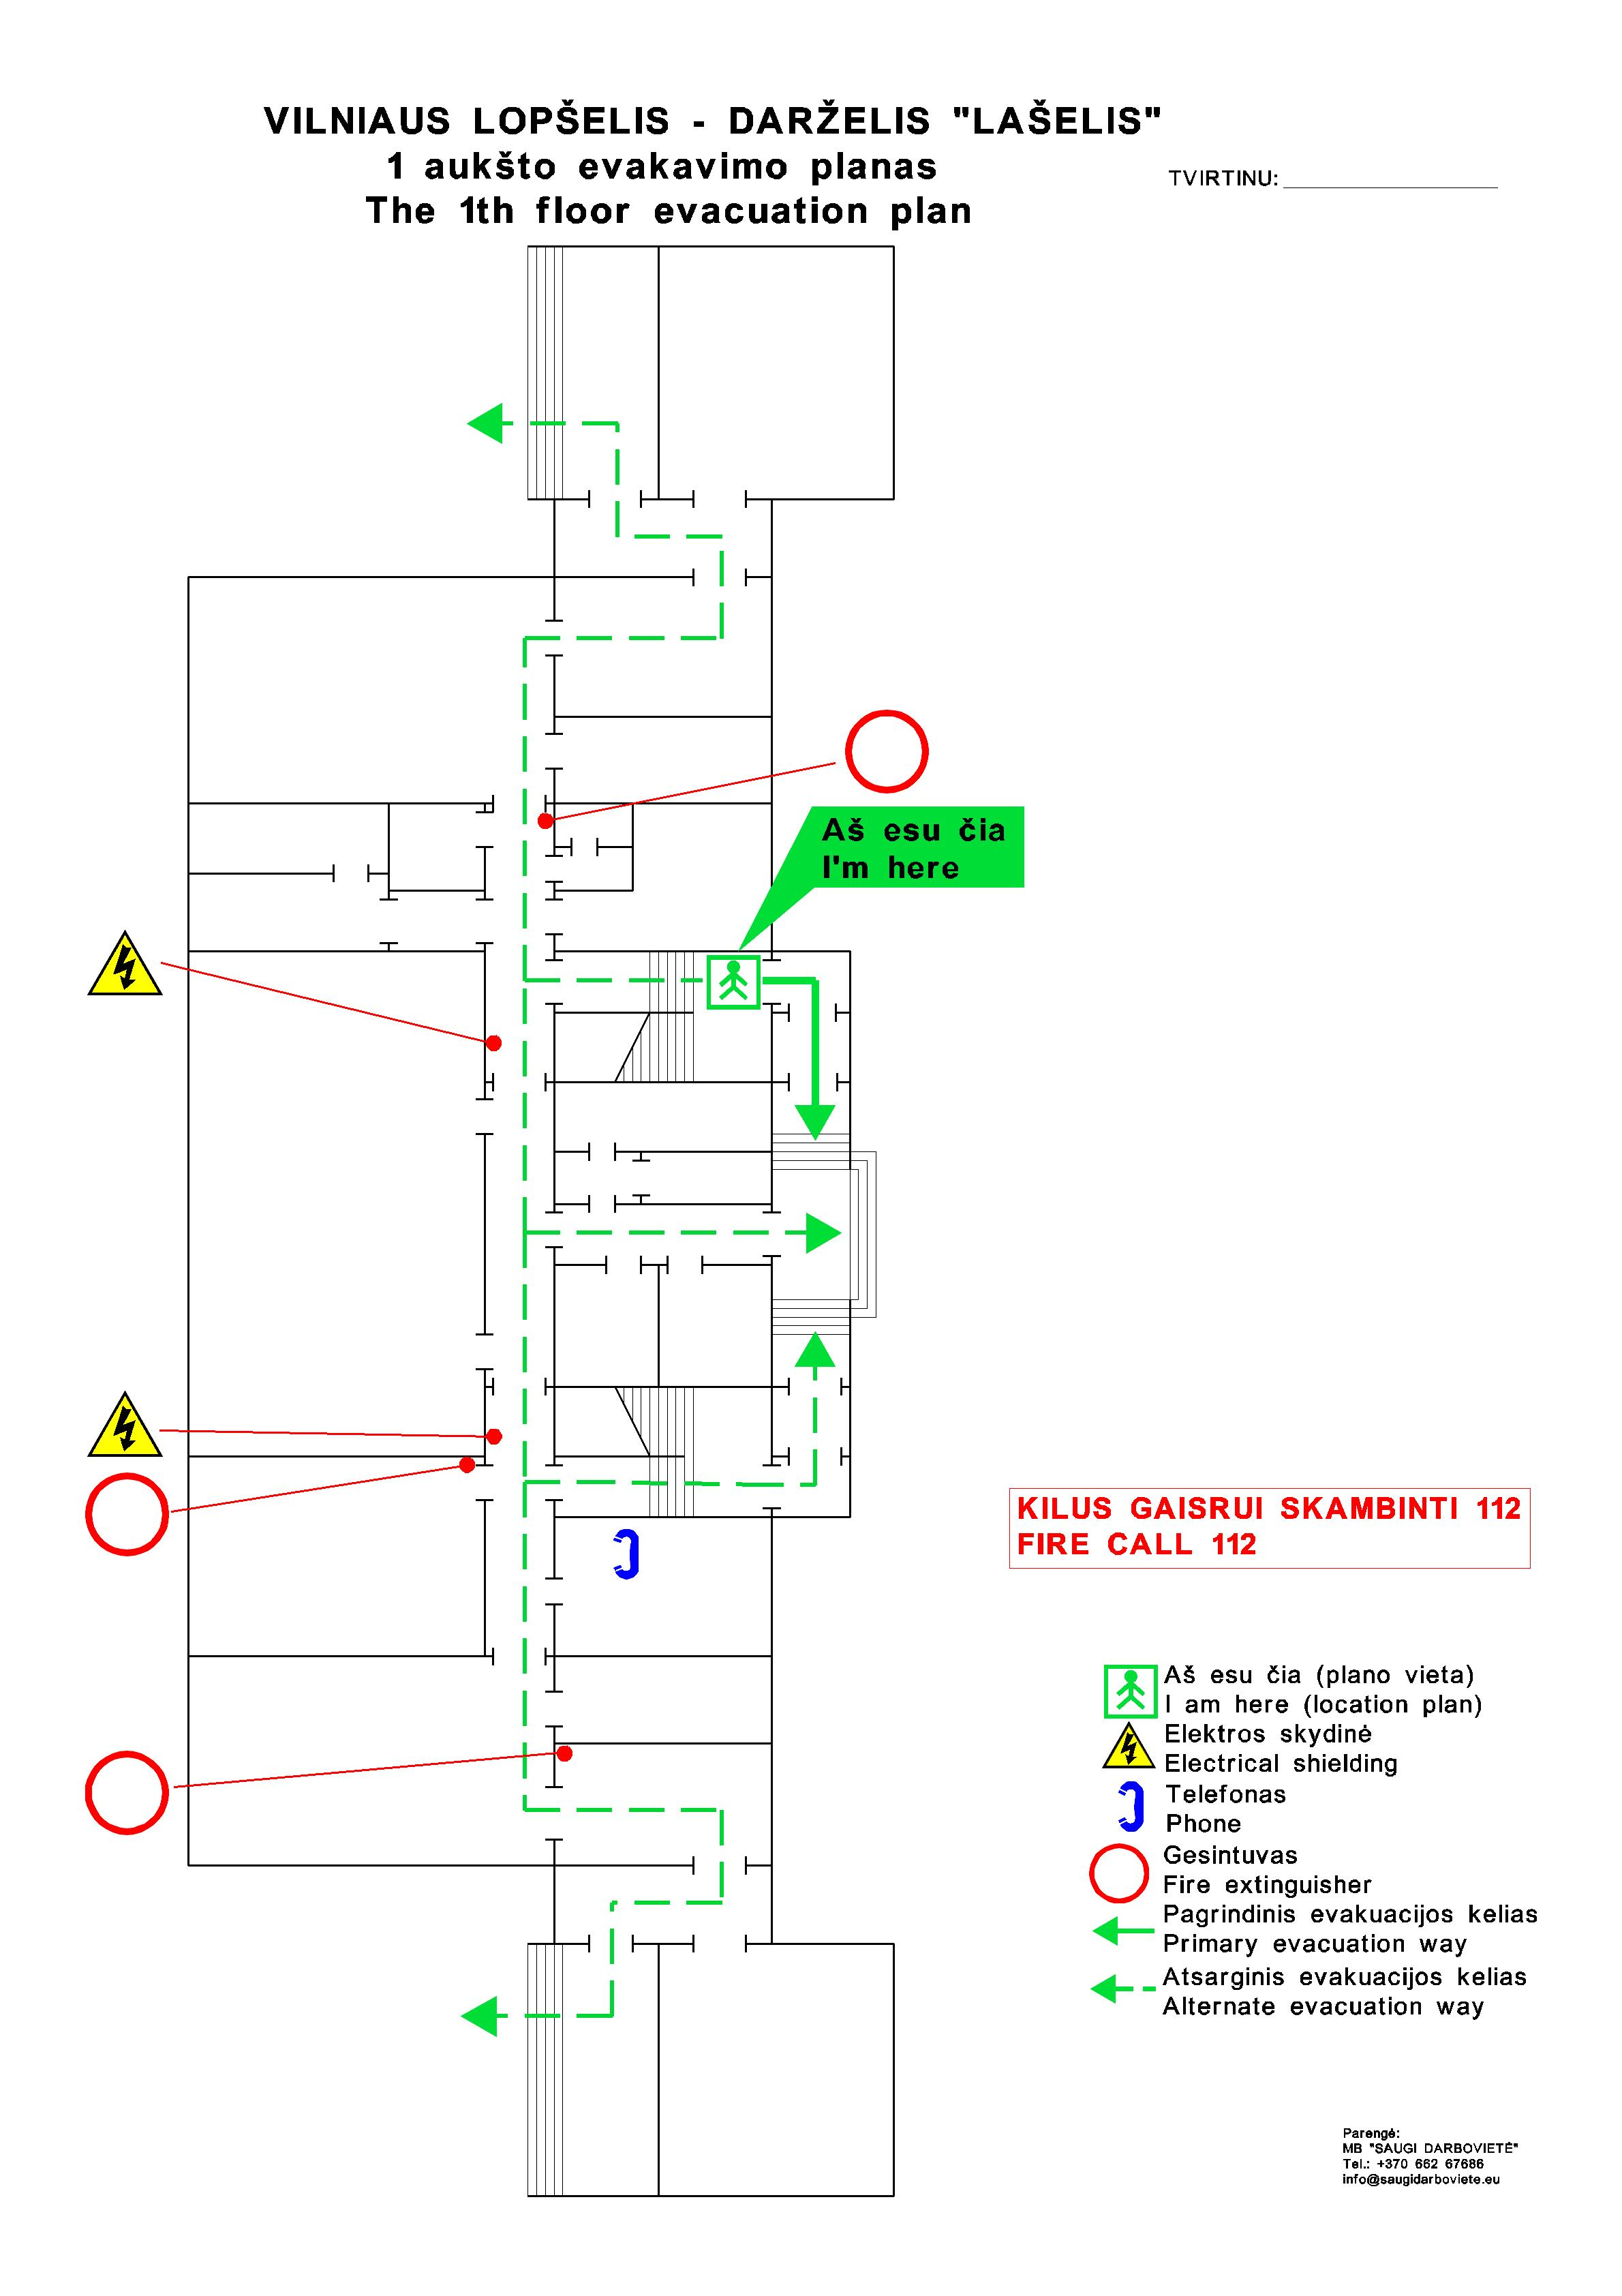 VILNIAUS LOPŠELIS - DARŽELIS "LAŠELIS"
1 aukšto evakavimo planas
The 1th floor evacuation plan
TVIRTINU:
Aš esu čia
I'm here
KILUS GAISRUI SKAMBINTI 112
FIRE CALL 112
Aš esu čia (plano vieta)
I am here (location plan)
Elektros skydinė
Electrical shielding
Telefonas
Phone
Gesintuvas
Fire extinguisher
Pagrindinis evakuacijos kelias
Primary evacuation way
Atsarginis evakuacijos kelias
Alternate evacuation way
Parengė:
MB "SAUGI DARBOVIETĖ"
Tel.: +370 662 67686
info@saugidarboviete.eu